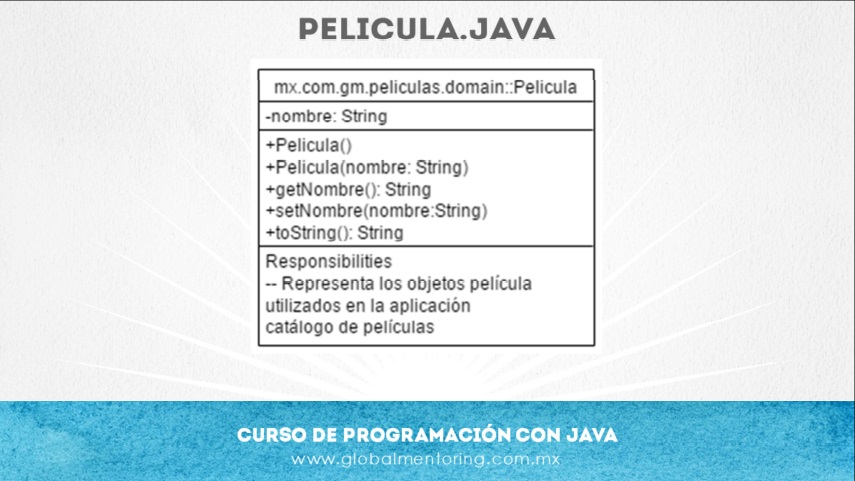 PELICULA.JAVA
mx.com.gm.peliculas.domain::Pelicula
-nombre: String
+Pelicula()
+Pelicula(nombre: String)
+getNombre(): String
+setNombre(nombre:String)
+toString(): String
Responsibilities
-- Representa los objetos película
utilizados en la aplicación
catálogo de películas
CURSO DE PROGRAMACIÓN CON JAVA
www.globalmentoring.com.mx